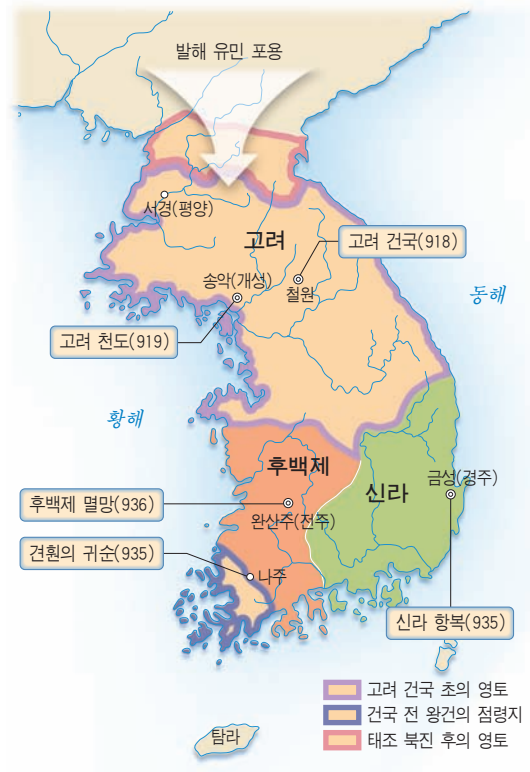 발해 유민 포용
서경(평양)
고려
고려 건국(918)
송악(개성)
철원
동해
고려 천도(919)
황해
후백제
신라
금성(경주)
후백제 멸망(936)
완산주(전주)
견훤의 귀순(935)
나주
신라 항복(935)
고려 건국 초의 영토
건국 전 왕건의 점령지
태조 북진 후의 영토
탐라